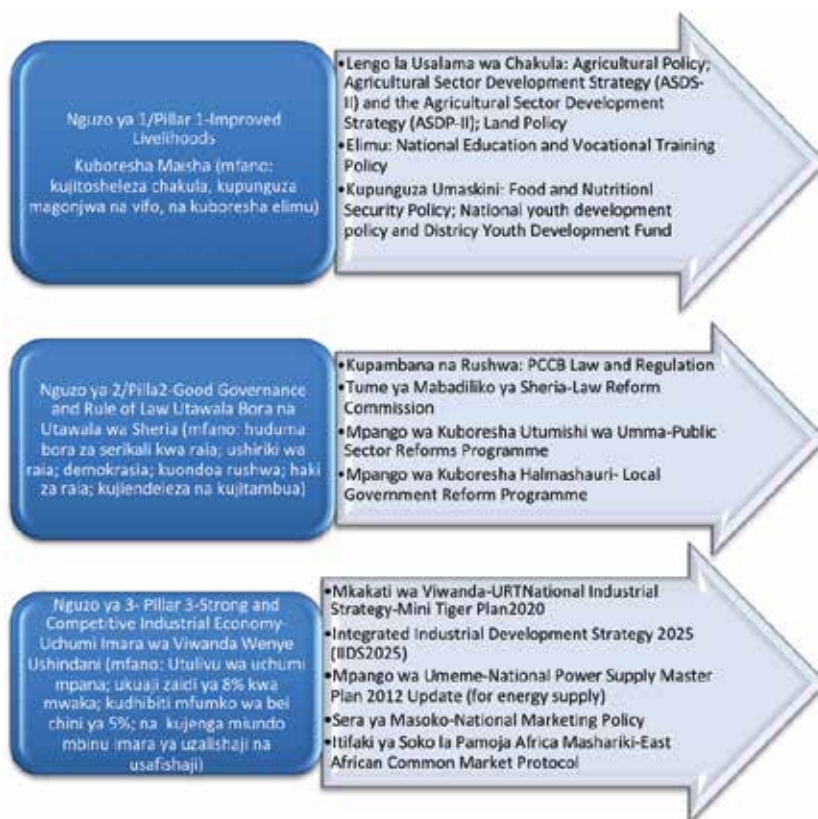 Nguzo ya 1/Pillar 1-Improved
Livelihoods
Kuboresha Maisha (mfano:
kujitosheleza chakula, kupunguza
magonjwa na vifo, na kuboresha elimu)
•Lengo la Usalama wa Chakula: Agricultural Policy;
Agricultural Sector Development Strategy (ASDS-
II) and the Agricultural Sector Development
Strategy (ASDP-II); Land Policy
•Elimu: National Education and Vocational Training
Policy
•Kupunguza Umaskini: Food and Nutritionl
Security Policy; National youth development
policy and Districy Youth Development Fund
Nguzo ya 2/Pilla2-Good Governance
and Rule of Law Utawala Bora na
Utawala wa Sheria (mfano: huduma
bora za serikali kwa raia; ushiriki wa
raia; demokrasia; kuondoa rushwa; haki
za raia; kujiendeleza na kujitambua)
•Kupambana na Rushwa: PCCB Law and Regulation
•Tume ya Mabadiliko ya Sheria-Law Reform
Commission
•Mpango wa Kuboresha Utumishi wa Umma-Public
Sector Reforms Programme
•Mpango wa Kuboresha Halmashauri- Local
Government Reform Programme
Nguzo ya 3- Pillar 3-Strong and
Competitive Industrial Economy-
Uchumi Imara wa Viwanda Wenye
Ushindani (mfano: Utulivu wa uchumi
mpana; ukuaji zaidi ya 8% kwa
mwaka; kudhibiti mfumko wa bei
chini ya 5%; na kujenga miundo
mbinu imara ya uzalishaji na
usafishaji)
•Mkakati wa Viwanda-URTNational Industrial
Strategy-Mini Tiger Plan2020
•Integrated Industrial Development Strategy 2025
(IIDS2025)
•Mpango wa Umeme-National Power Supply Master
Plan 2012 Update (for energy supply)
•Sera ya Masoko-National Marketing Policy
•Itifaki ya Soko la Pamoja Africa Mashariki-East
African Common Market Protocol